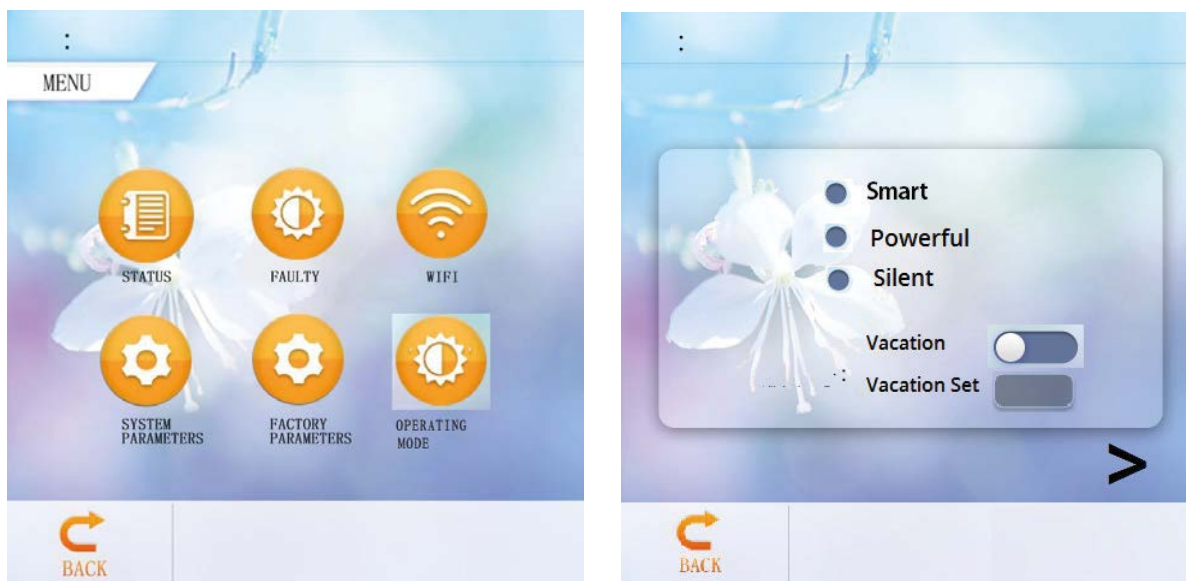 :
MENU
STATUS
FAULTY
WIFI
SYSTEM
PARAMETERS
FACTORY
PARAMETERS
OPERATING
MODE
BACK
:
Smart
Powerful
Silent
Vacation
Vacation Set
>
BACK